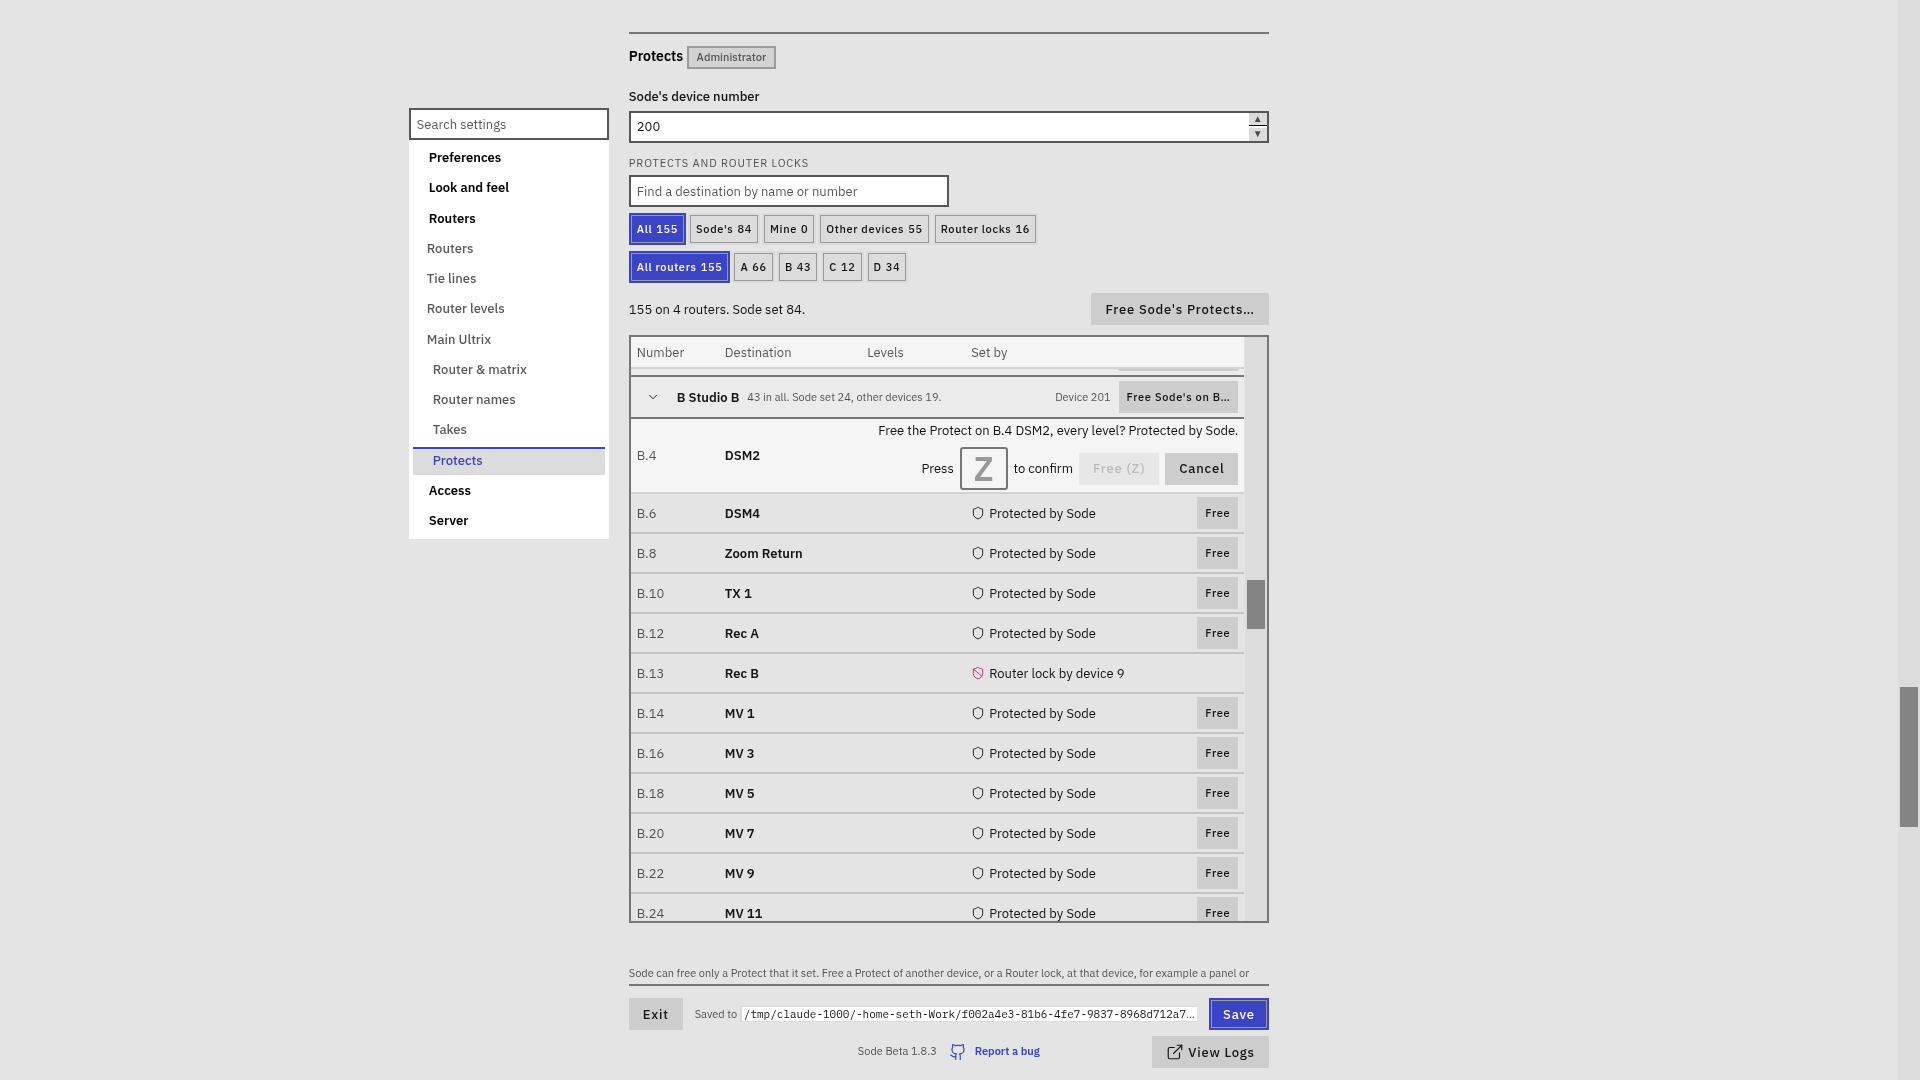 Protects Administrator
Sode's device number
200
Search settings
Preferences
Look and feel
Routers
Routers
Tie lines
Router levels
Main Ultrix
Router & matrix
Router names
Takes
Protects
Access
Server
PROTECTS AND ROUTER LOCKS
Find a destination by name or number
All 155 Sode's 84 Mine 0 Other devices 55 Router locks 16
All routers 155 A 66 B 43 C 12 D 34
155 on 4 routers. Sode set 84. Free Sode's Protects...
Number Destination Levels Set by
B Studio B 43 in all. Sode set 24, other devices 19. Device 201 Free Sode's on B...
Free the Protect on B.4 DSM2, every level? Protected by Sode.
B.4 DSM2
Press Z to confirm Free (Z) Cancel
B.6 DSM4 Protected by Sode Free
B.8 Zoom Return Protected by Sode Free
B.10 TX 1 Protected by Sode Free
B.12 Rec A Protected by Sode Free
B.13 Rec B Router lock by device 9
B.14 MV 1 Protected by Sode Free
B.16 MV 3 Protected by Sode Free
B.18 MV 5 Protected by Sode Free
B.20 MV 7 Protected by Sode Free
B.22 MV 9 Protected by Sode Free
B.24 MV 11 Protected by Sode Free
Sode can free only a Protect that it set. Free a Protect of another device, or a Router lock, at that device, for example a panel or
Exit Saved to /tmp/claude-1000/-home-seth-Work/f002a4e3-81b6-4fe7-9837-8968d712a7... Save
Sode Beta 1.8.3 Report a bug View Logs